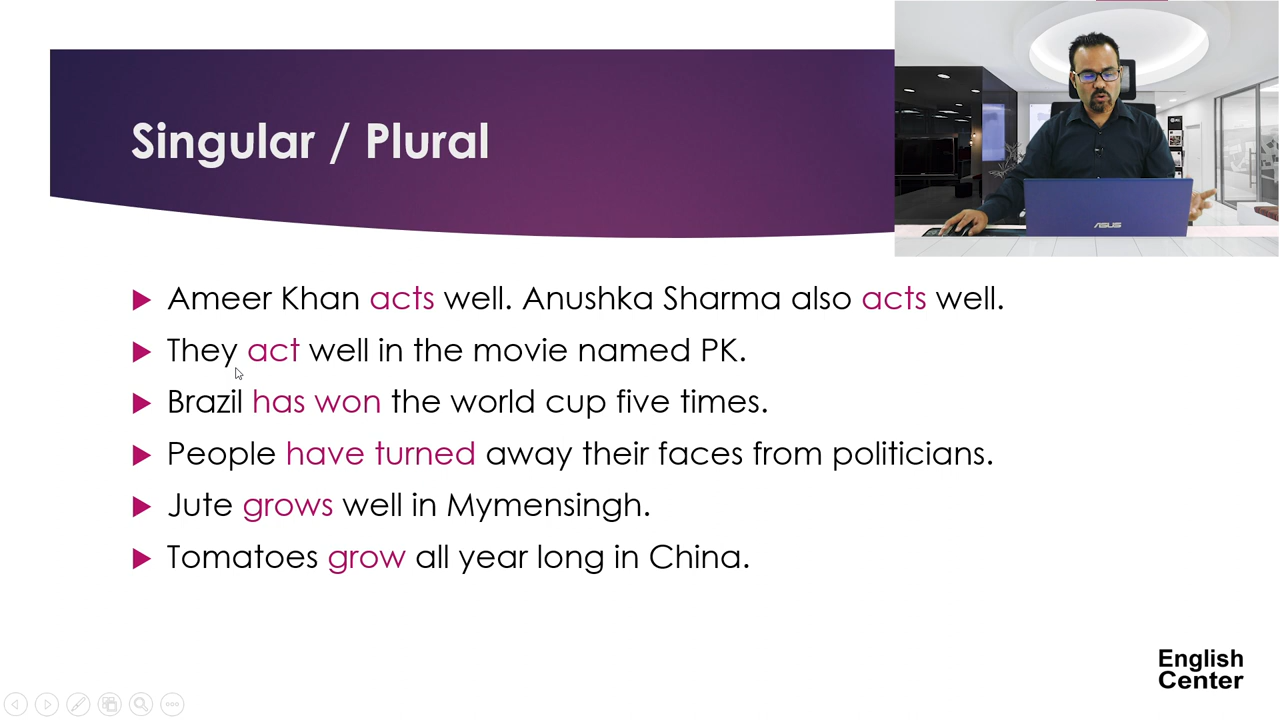 Singular / Plural
Ameer Khan acts well. Anushka Sharma also acts well.
They act well in the movie named PK.
Brazil has won the world cup five times.
People have turned away their faces from politicians.
Jute grows well in Mymensingh.
Tomatoes grow all year long in China.
ASUS
English
Center